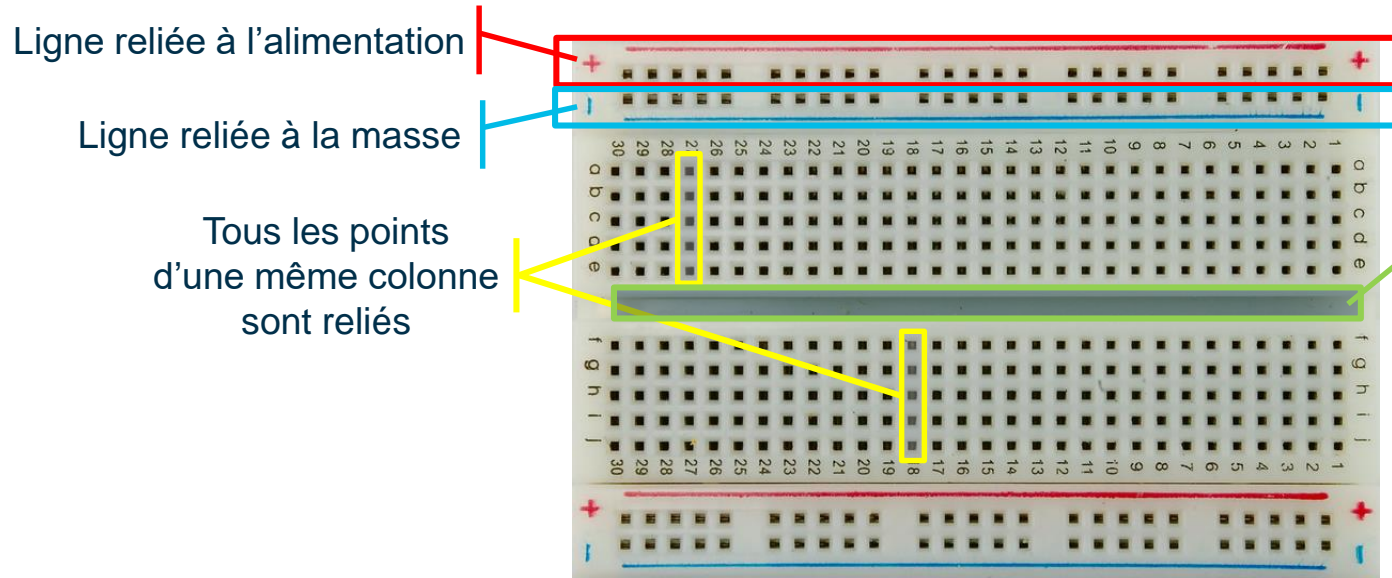 Ligne reliée à l’alimentation
+ +
Ligne reliée à la masse
- -
30 29 28 27 26 25 24 23 22 21 20 19 18 17 16 15 14 13 12 11 10 9 8 7 6 5 4 3 2 1
a a
b b
c c
d d
e e
Tous les points
d’une même colonne
sont reliés
f f
g g
h h
i i
j j
30 29 28 27 26 25 24 23 22 21 20 19 18 17 16 15 14 13 12 11 10 9 8 7 6 5 4 3 2 1
+ +
- -